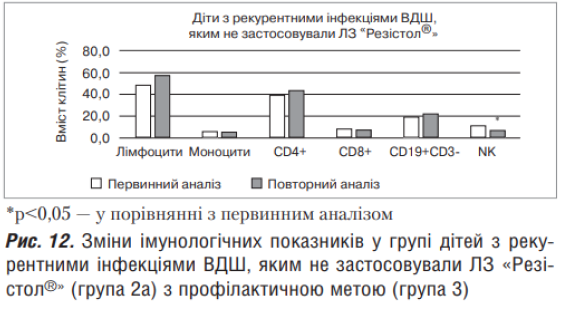 Діти з рекурентними інфекціями ВДШ,
яким не застосовували ЛЗ “Резістол®»
Вміст клітин (%)
80,0
60,0
40,0
20,0
0,0
*
Лімфоцити Моноцити CD4+ CD8+ CD19+CD3- NK
Первинний аналіз Повторний аналіз
*p<0,05 — у порівнянні з первинним аналізом
Рис. 12. Зміни імунологічних показників у групі дітей з реку-
рентними інфекціями ВДШ, яким не застосовували ЛЗ «Резі-
стол®» (група 2а) з профілактичною метою (група 3)